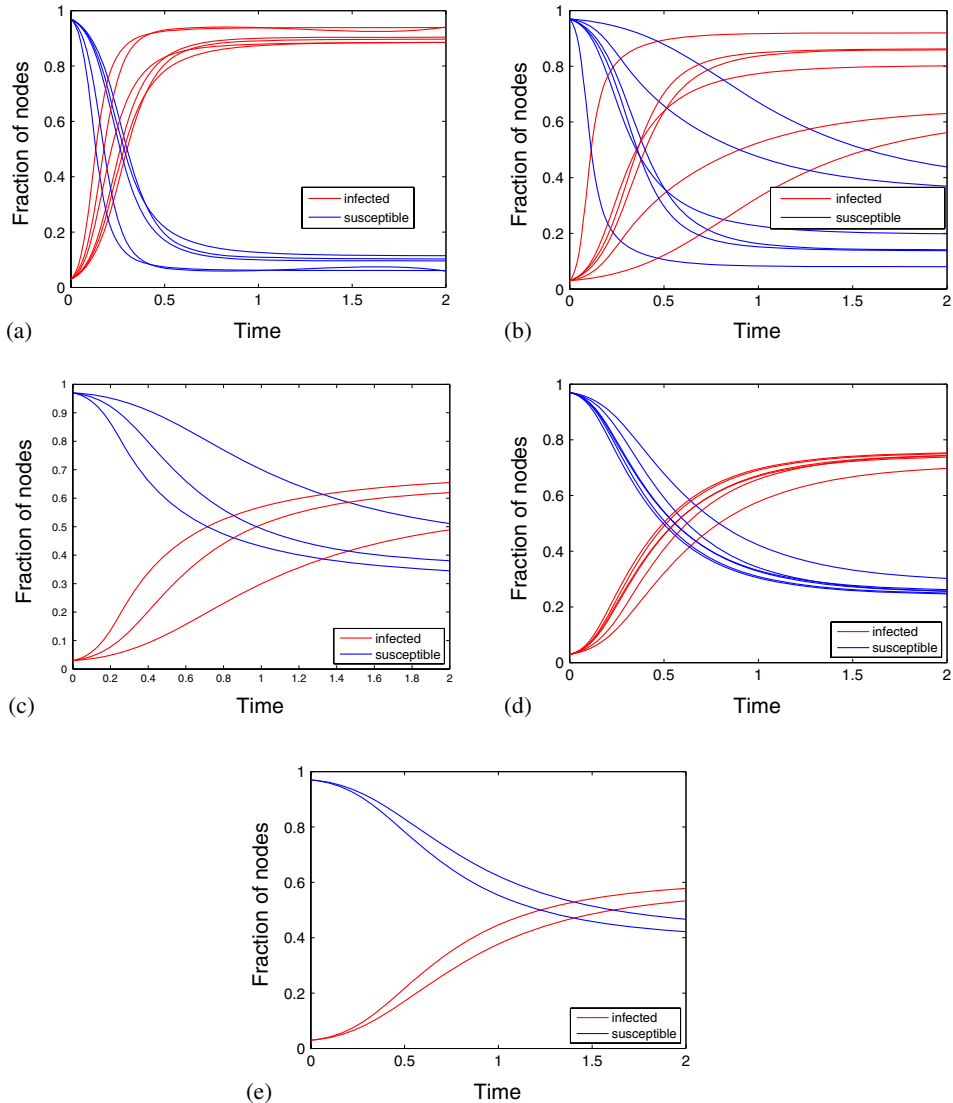 1
0.8
0.6
0.4
0.2
0
0 0.5 1 1.5 2
Fraction of nodes
Time
infected
susceptible
(a)
1
0.8
0.6
0.4
0.2
0
0 0.5 1 1.5 2
Fraction of nodes
Time
infected
susceptible
(b)
1
0.9
0.8
0.7
0.6
0.5
0.4
0.3
0.2
0.1
0
0 0.2 0.4 0.6 0.8 1 1.2 1.4 1.6 1.8 2
Fraction of nodes
Time
infected
susceptible
(c)
1
0.8
0.6
0.4
0.2
0
0 0.5 1 1.5 2
Fraction of nodes
Time
infected
susceptible
(d)
1
0.8
0.6
0.4
0.2
0
0 0.5 1 1.5 2
Fraction of nodes
Time
infected
susceptible
(e)